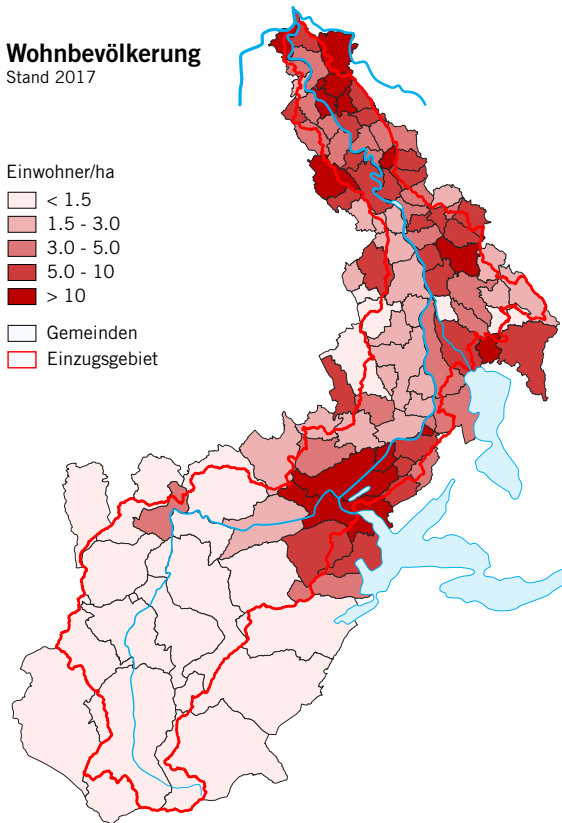 Wohnbevölkerung
Stand 2017
Einwohner/ha
< 1.5
1.5 - 3.0
3.0 - 5.0
5.0 - 10
> 10
Gemeinden
Einzugsgebiet